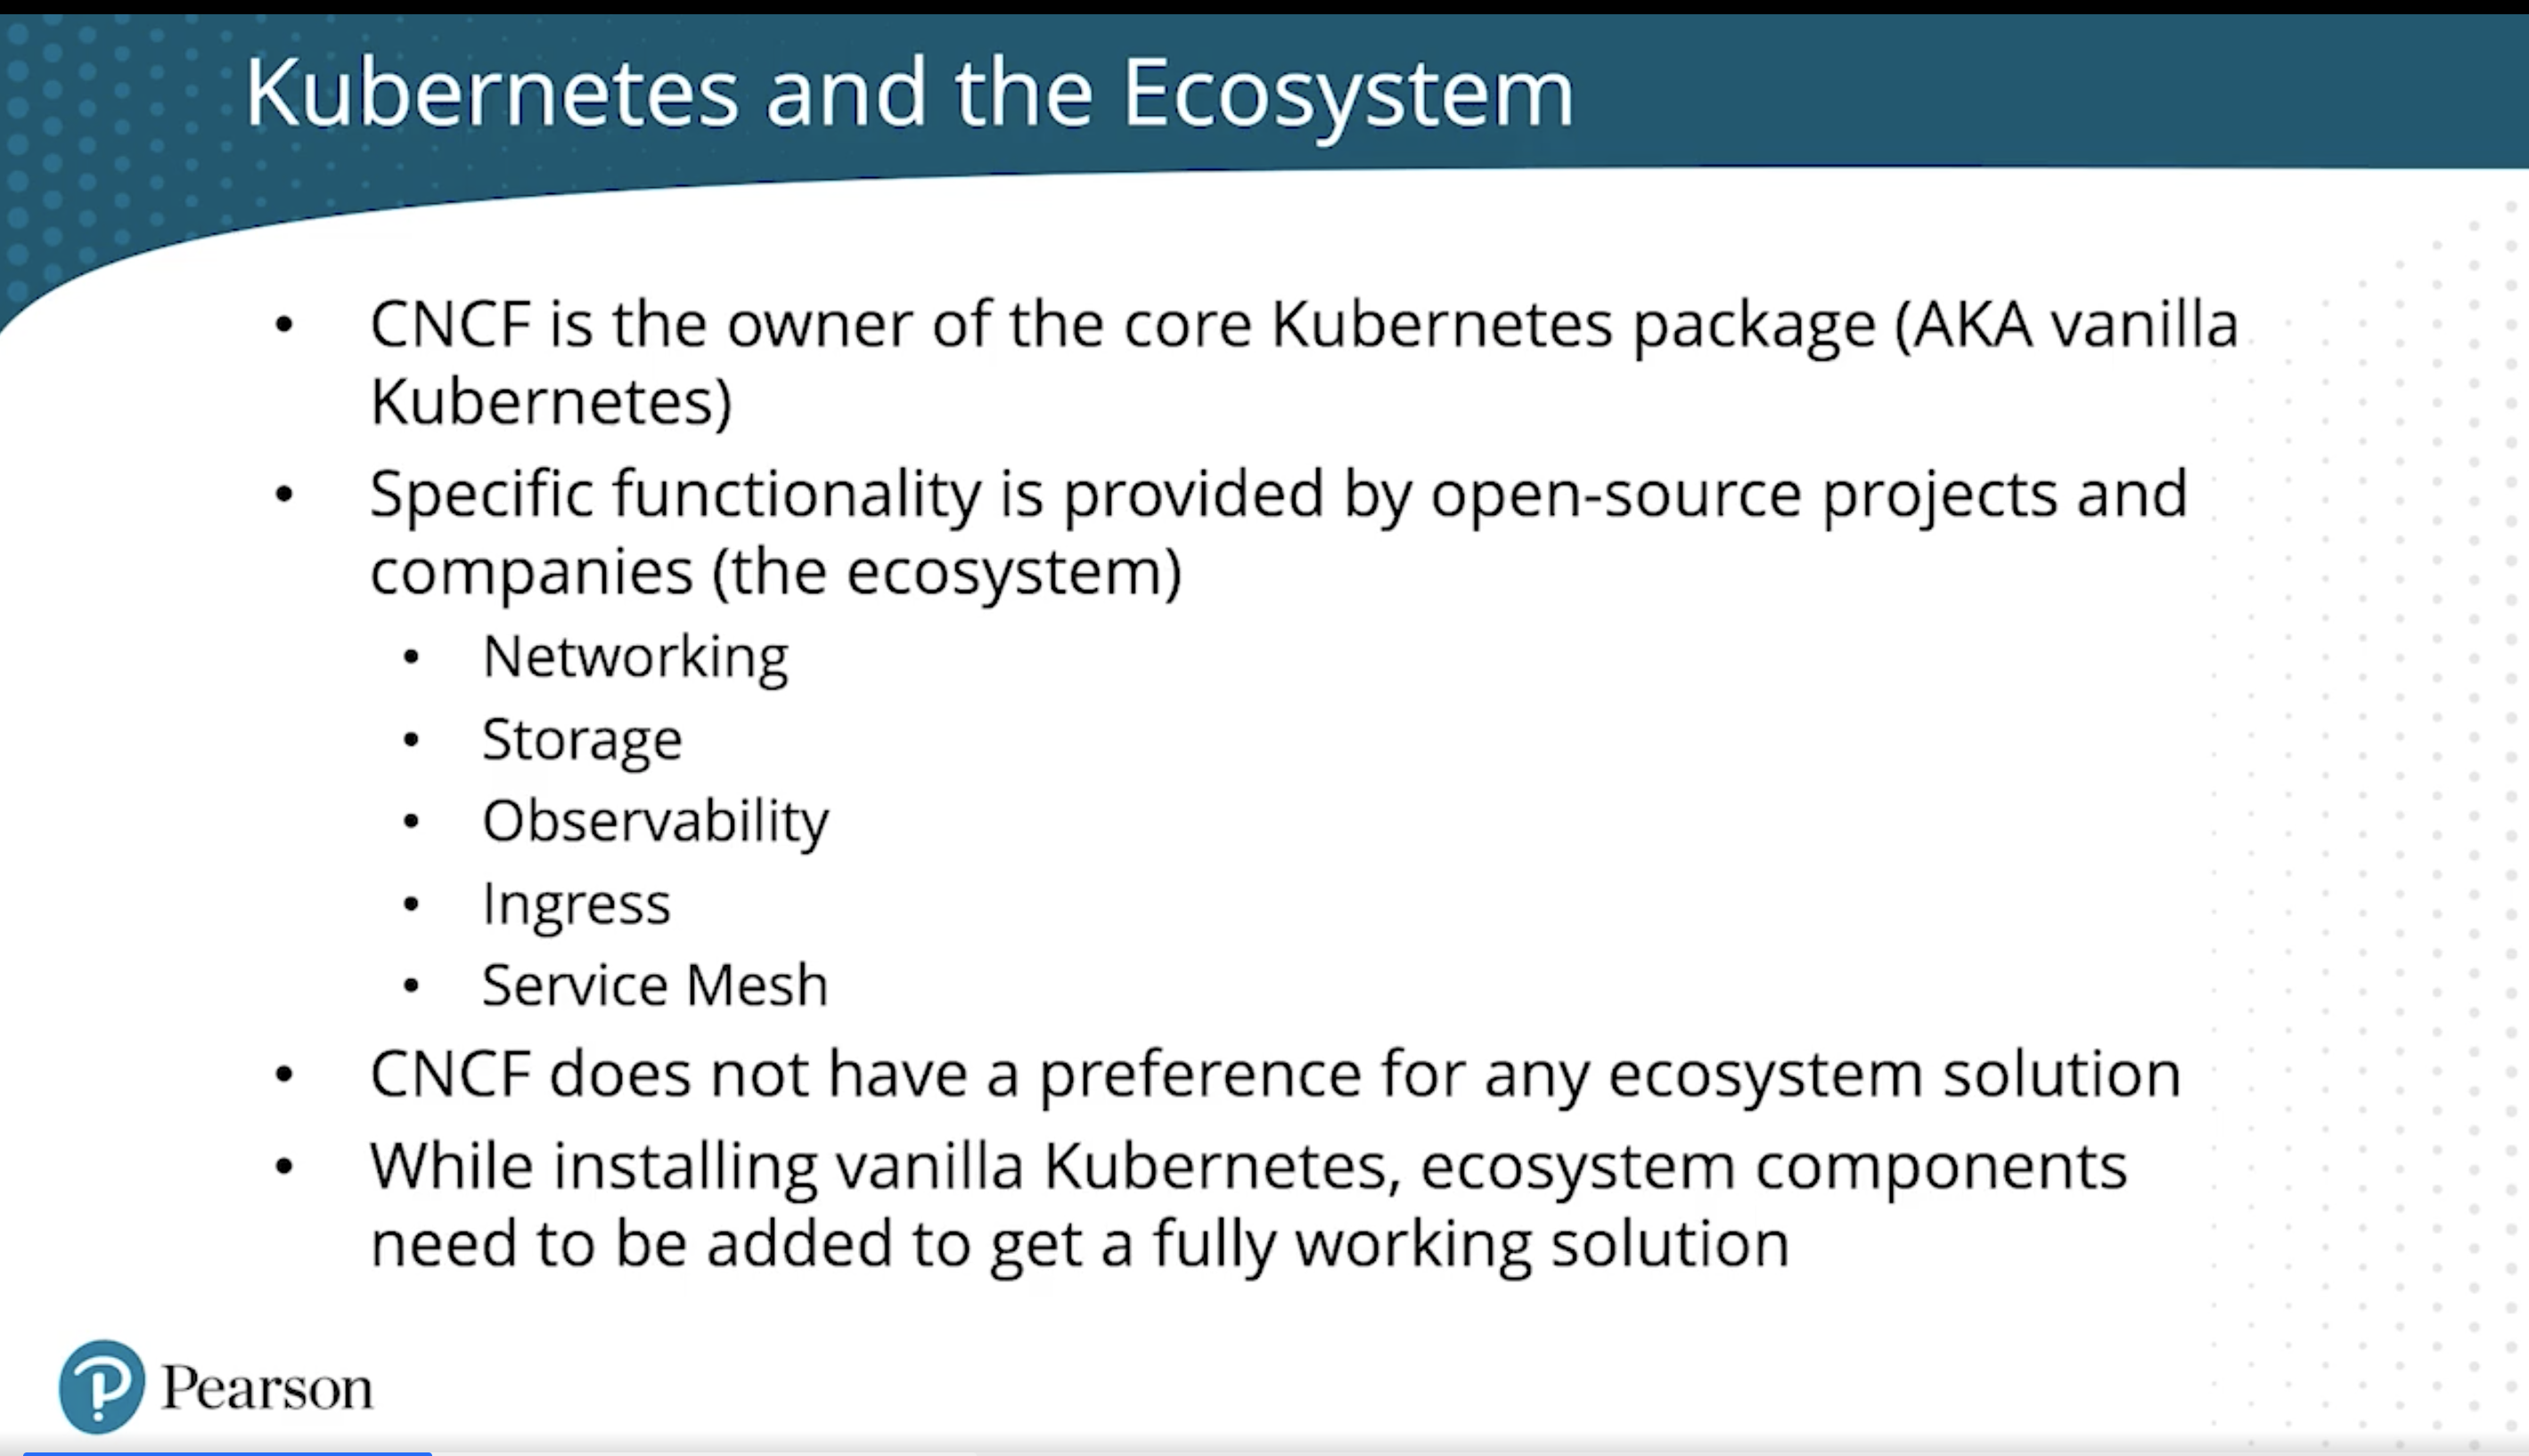 Kubernetes and the Ecosystem
• CNCF is the owner of the core Kubernetes package (AKA vanilla
Kubernetes)
• Specific functionality is provided by open-source projects and
companies (the ecosystem)
• Networking
• Storage
• Observability
• Ingress
• Service Mesh
• CNCF does not have a preference for any ecosystem solution
• While installing vanilla Kubernetes, ecosystem components
need to be added to get a fully working solution
Pearson